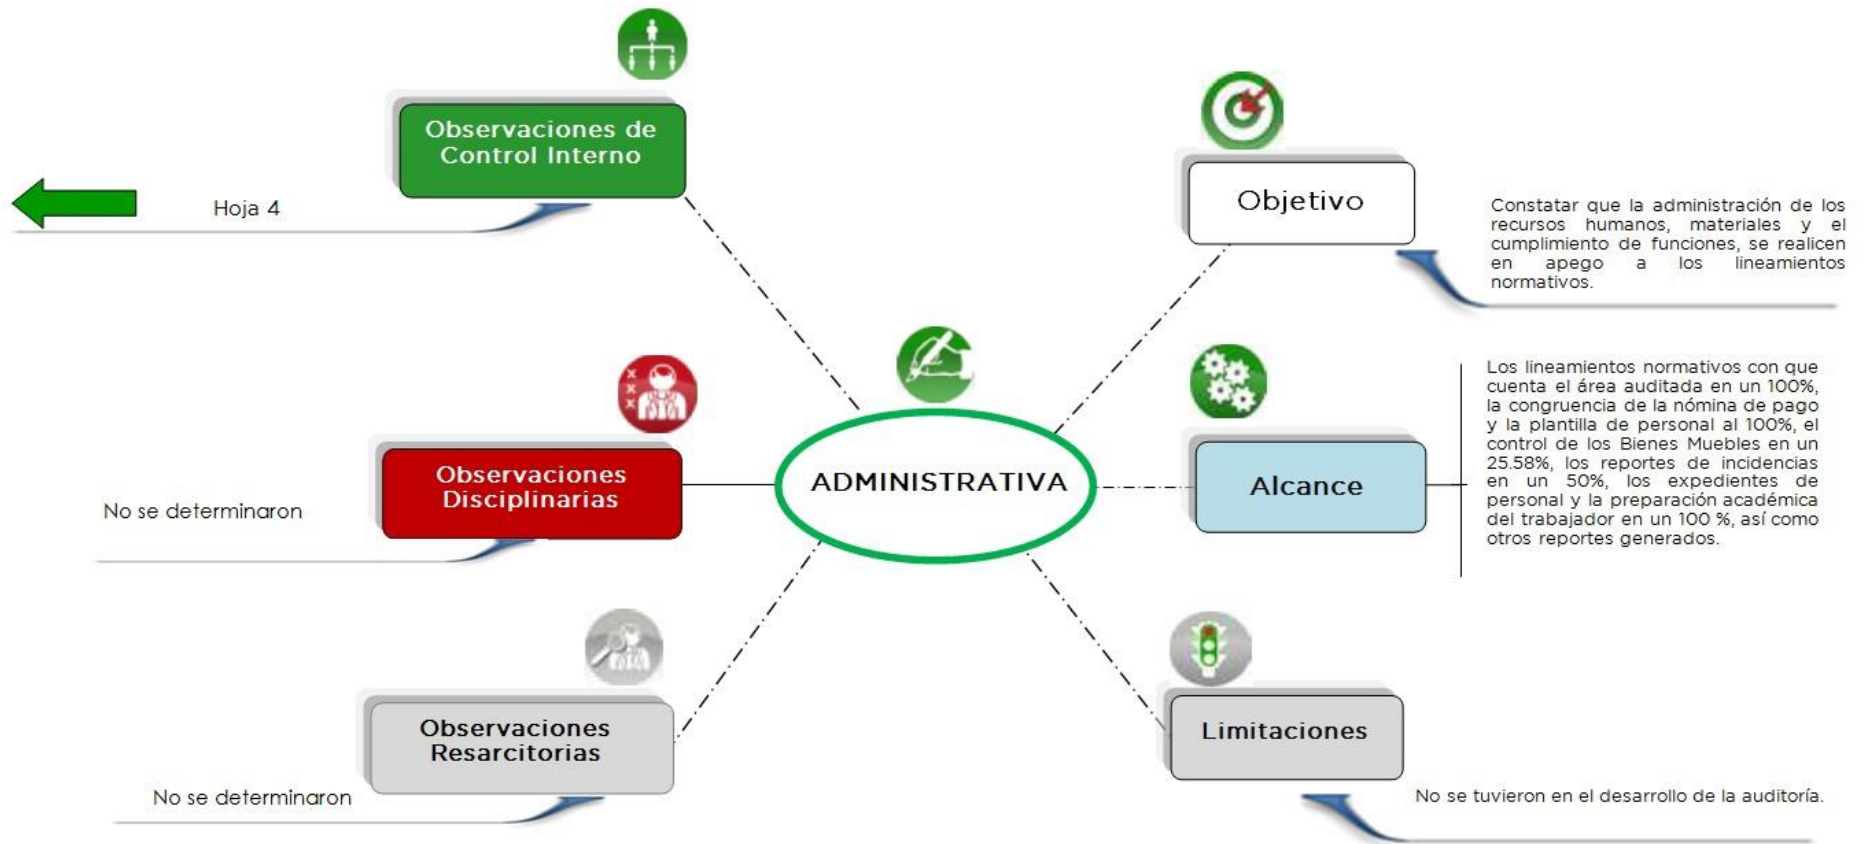 Observaciones de
Control Interno
Hoja 4
Objetivo
Constatar que la administración de los
recursos humanos, materiales y el
cumplimiento de funciones, se realicen
en apego a los lineamientos
normativos.
ADMINISTRATIVA
Observaciones
Disciplinarias
No se determinaron
Alcance
Los lineamientos normativos con que
cuenta el área auditada en un 100%,
la congruencia de la nómina de pago
y la plantilla de personal al 100%, el
control de los Bienes Muebles en un
25.58%, los reportes de incidencias
en un 50%, los expedientes de
personal y la preparación académica
del trabajador en un 100 %, así como
otros reportes generados.
Observaciones
Resarcitorias
No se determinaron
Limitaciones
No se tuvieron en el desarrollo de la auditoría.